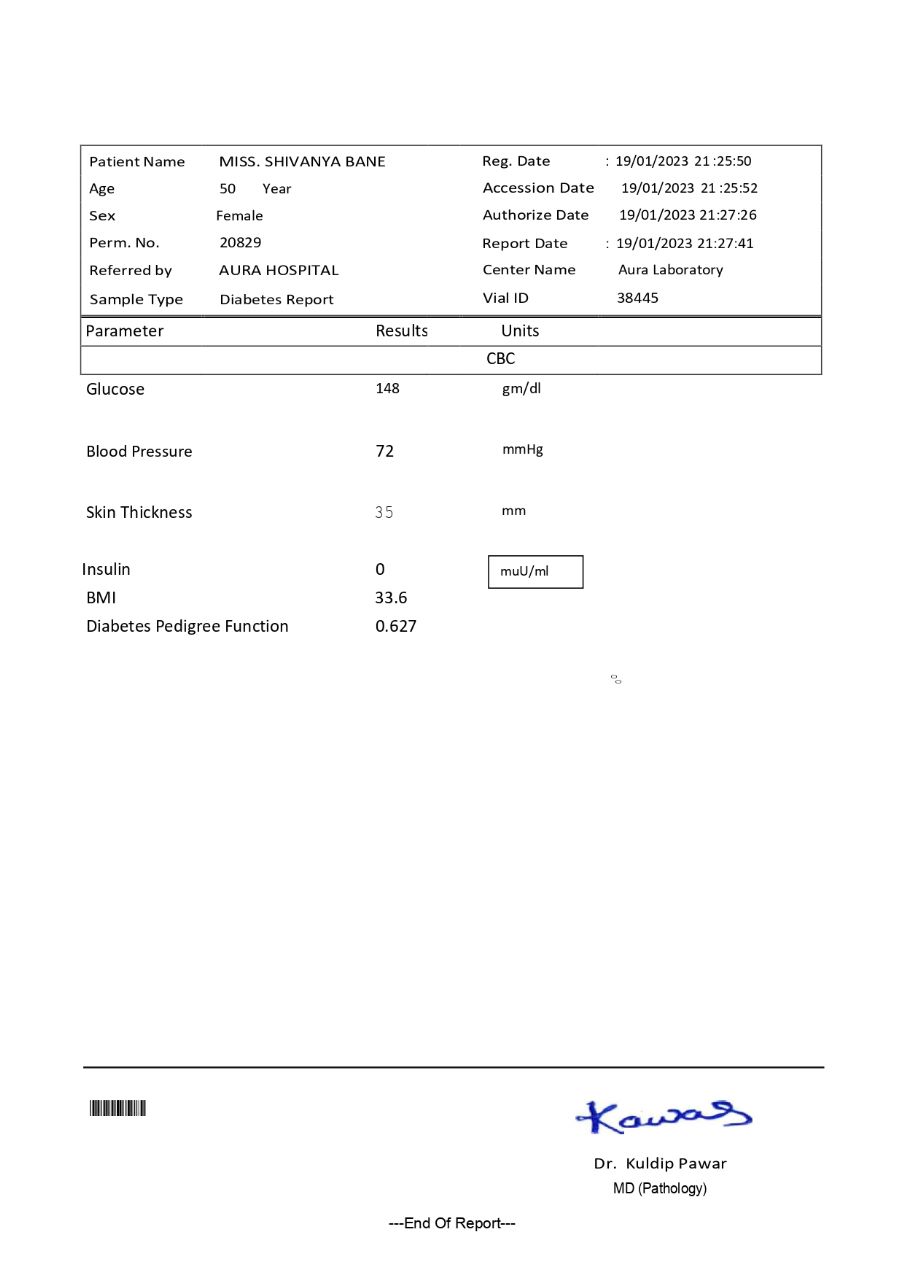 Patient Name MISS. SHIVANYA BANE Reg. Date : 19/01/2023 21:25:50
Age 50 Year Accession Date 19/01/2023 21:25:52
Sex Female Authorize Date 19/01/2023 21:27:26
Perm. No. 20829 Report Date : 19/01/2023 21:27:41
Referred by AURA HOSPITAL Center Name Aura Laboratory
Sample Type Diabetes Report Vial ID 38445
Parameter Results Units
CBC
Glucose 148 gm/dl
Blood Pressure 72 mmHg
Skin Thickness 35 mm
Insulin 0 muU/ml
BMI 33.6
Diabetes Pedigree Function 0.627
%
Dr. Kuldip Pawar
MD (Pathology)
---End Of Report---